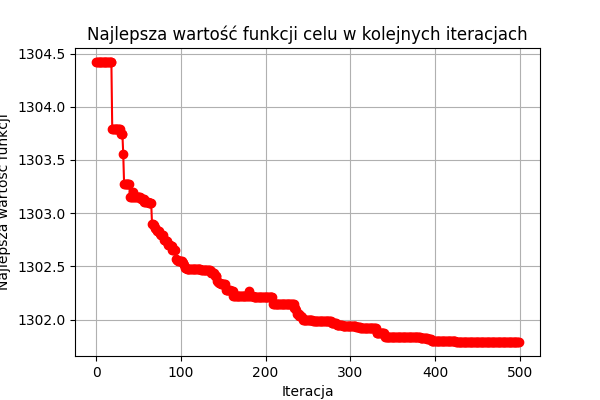 Najlepsza wartość funkcji celu w kolejnych iteracjach
Najlepsza wartość funkcji
1304.5
1304.0
1303.5
1303.0
1302.5
1302.0
0 100 200 300 400 500
Iteracja